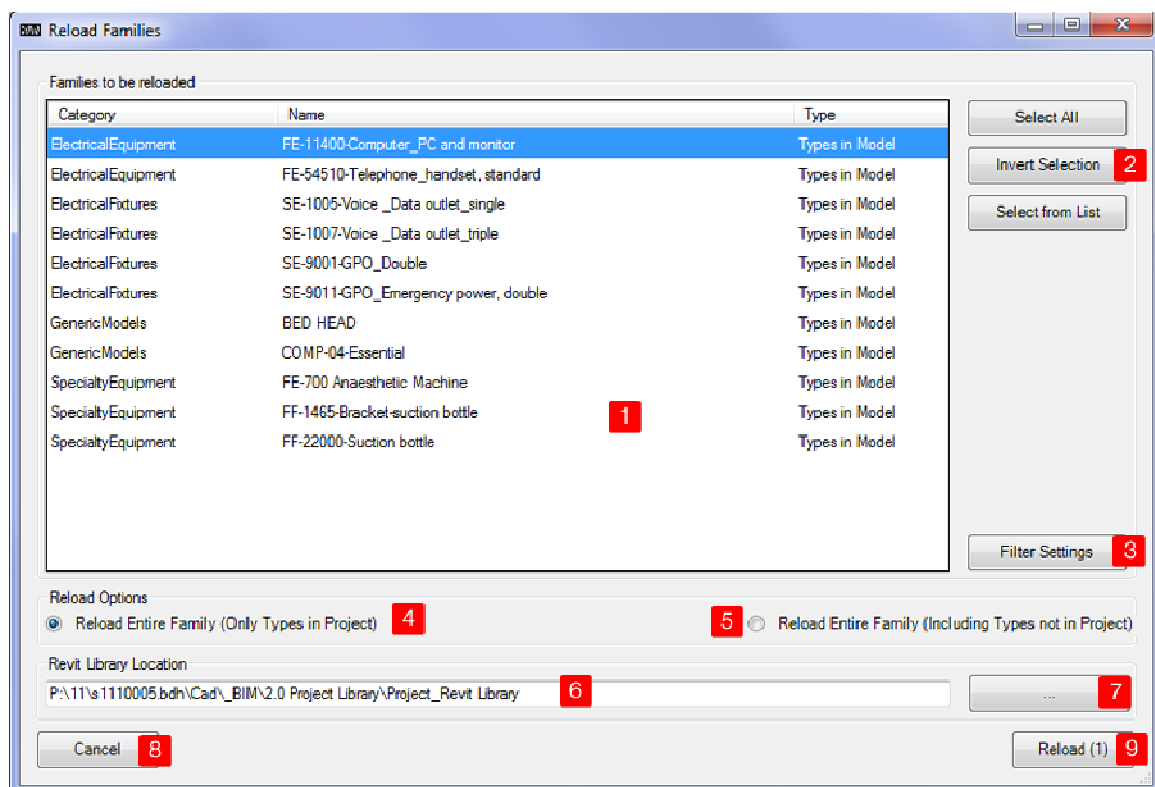 Reload Families
Families to be reloaded
Category Name Type
ElectricalEquipment FE-11400-Computer_PC and monitor Types in Model
ElectricalEquipment FE-54510-Telephone_handset, standard Types in Model
ElectricalFixtures SE-1005-Voice _Data outlet_single Types in Model
ElectricalFixtures SE-1007-Voice _Data outlet_triple Types in Model
ElectricalFixtures SE-9001-GPO_Double Types in Model
ElectricalFixtures SE-9011-GPO_Emergency power, double Types in Model
GenericModels BED HEAD Types in Model
GenericModels COMP-04-Essential Types in Model
SpecialtyEquipment FE-700 Anaesthetic Machine Types in Model
SpecialtyEquipment FF-1465-Bracket-suction bottle Types in Model
SpecialtyEquipment FF-22000-Suction bottle Types in Model
1
Select All
Invert Selection 2
Select from List
Filter Settings 3
Reload Options
Reload Entire Family (Only Types in Project) 4
5 Reload Entire Family (Including Types not in Project)
Revit Library Location
P:\11\s1110005.bdh\Cad\_BIM\2.0 Project Library\Project_Revit Library 6
... 7
Cancel 8
Reload (1) 9